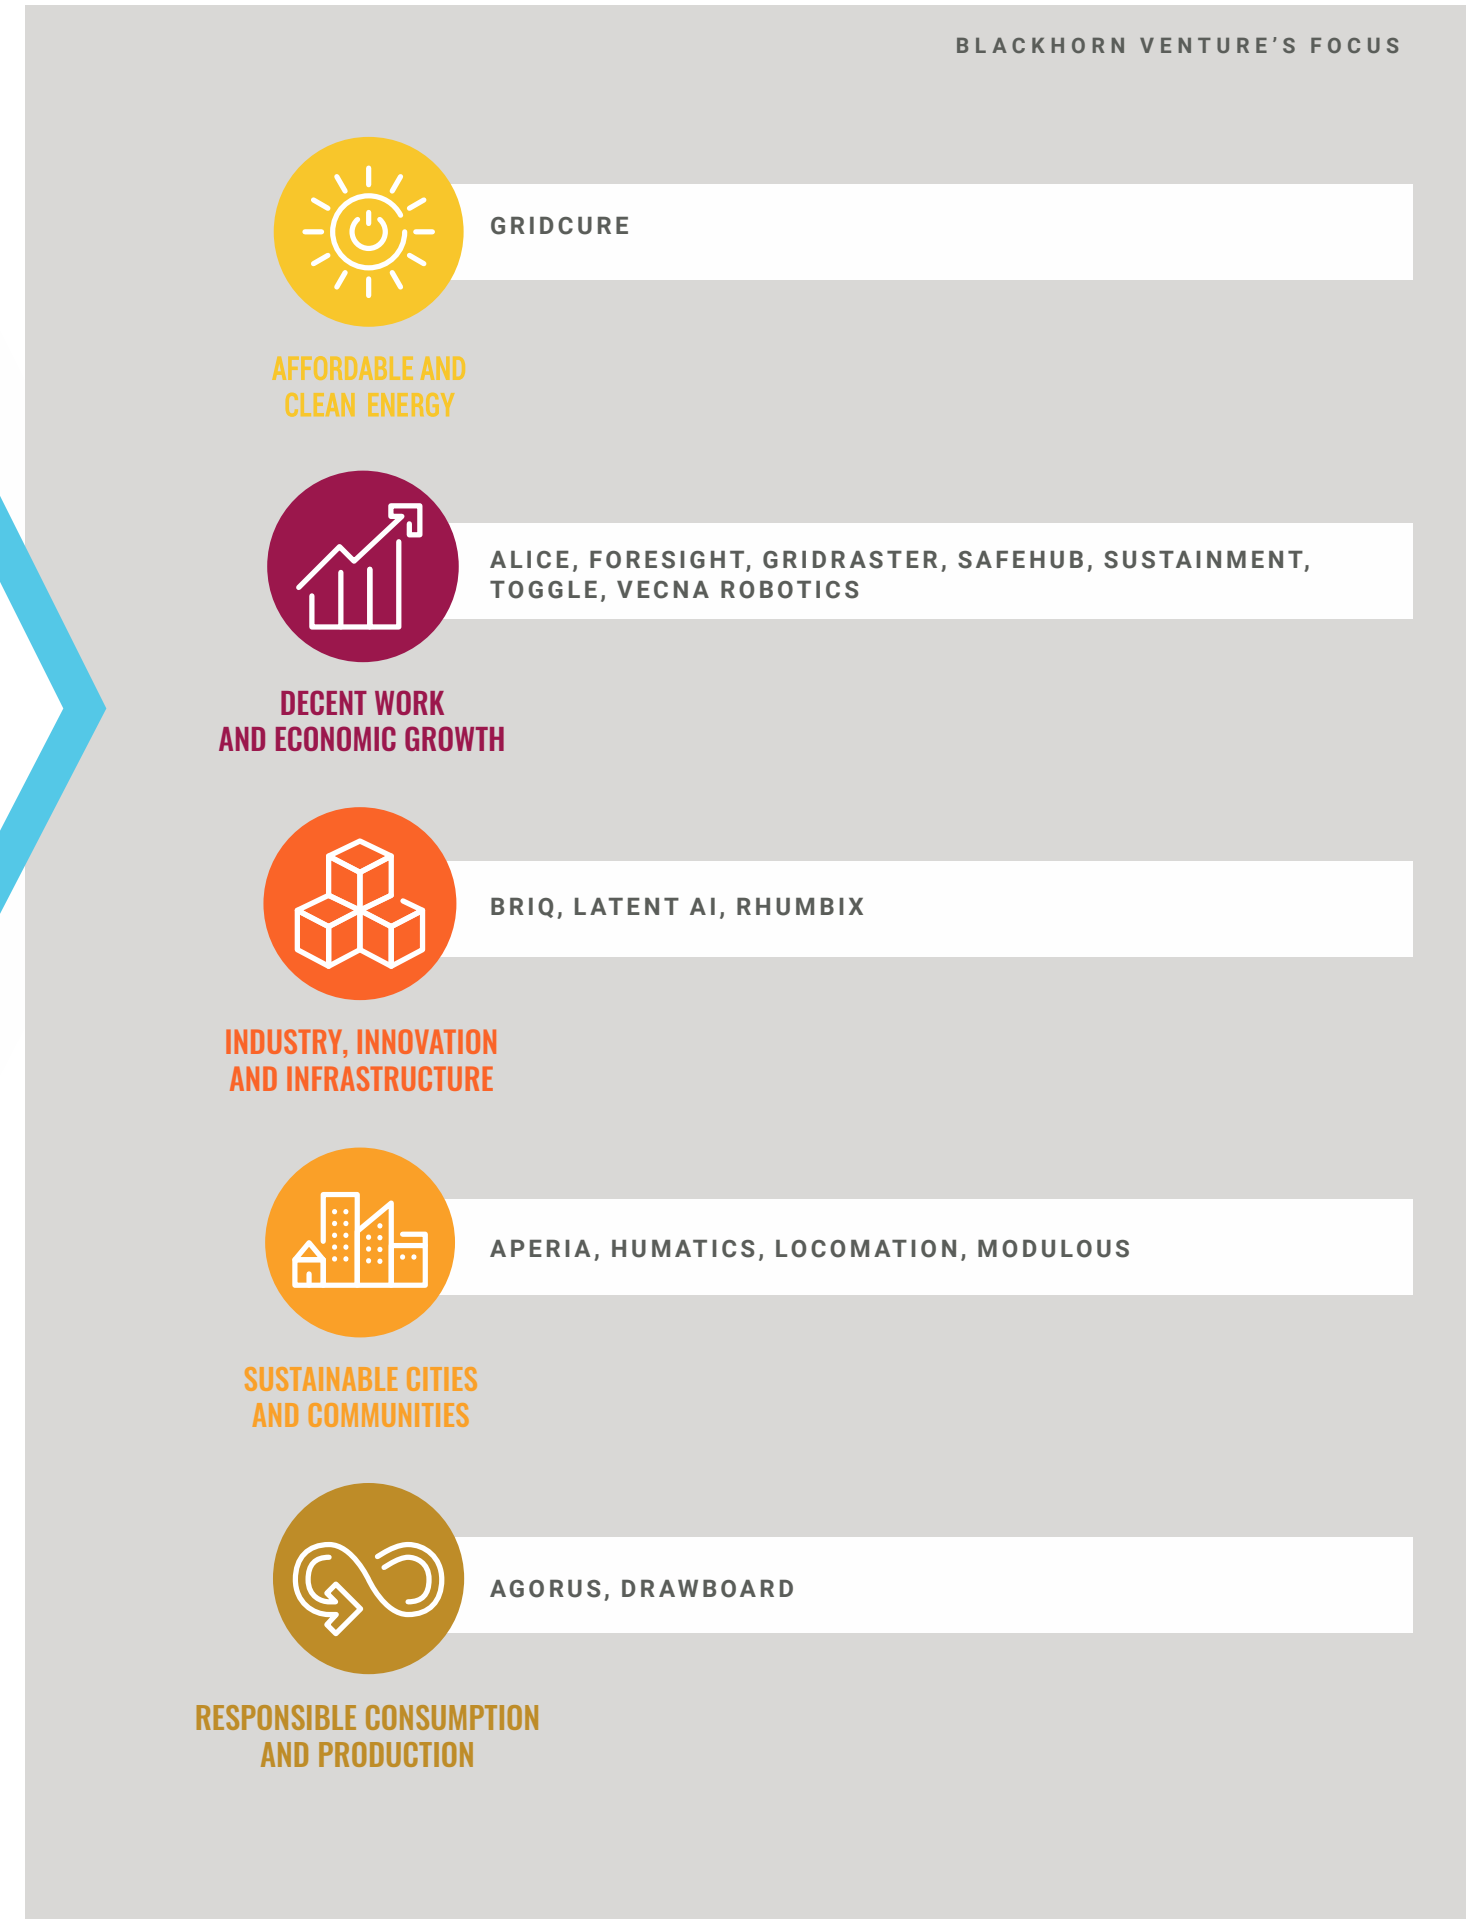 BLACKHORN VENTURE’S FOCUS
GRIDCURE
AFFORDABLE AND
CLEAN ENERGY
ALICE, FORESIGHT, GRIDRASTER, SAFEHUB, SUSTAINMENT,
TOGGLE, VECNA ROBOTICS
DECENT WORK
AND ECONOMIC GROWTH
BRIQ, LATENT AI, RHUMBIX
INDUSTRY, INNOVATION
AND INFRASTRUCTURE
APERIA, HUMATICS, LOCOMATION, MODULOUS
SUSTAINABLE CITIES
AND COMMUNITIES
AGORUS, DRAWBOARD
RESPONSIBLE CONSUMPTION
AND PRODUCTION